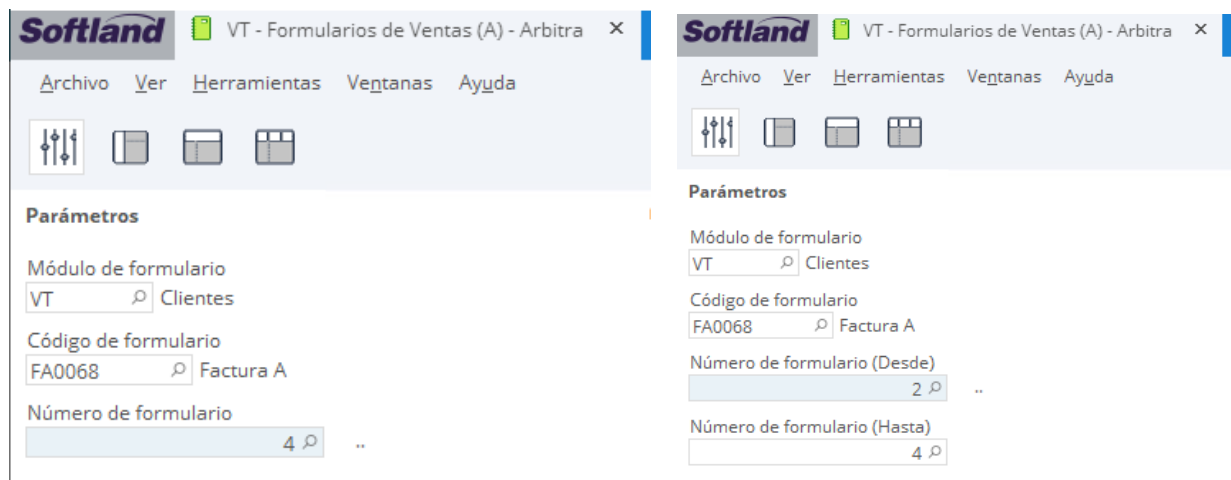 Softland VT - Formularios de Ventas (A) - Arbitra ×
Archivo Ver Herramientas Ventanas Ayuda
Parámetros
Módulo de formulario
VT Clientes
Código de formulario
FA0068 Factura A
Número de formulario
4 ..
Softland VT - Formularios de Ventas (A) - Arbitra ×
Archivo Ver Herramientas Ventanas Ayuda
Parámetros
Módulo de formulario
VT Clientes
Código de formulario
FA0068 Factura A
Número de formulario (Desde)
2 ..
Número de formulario (Hasta)
4